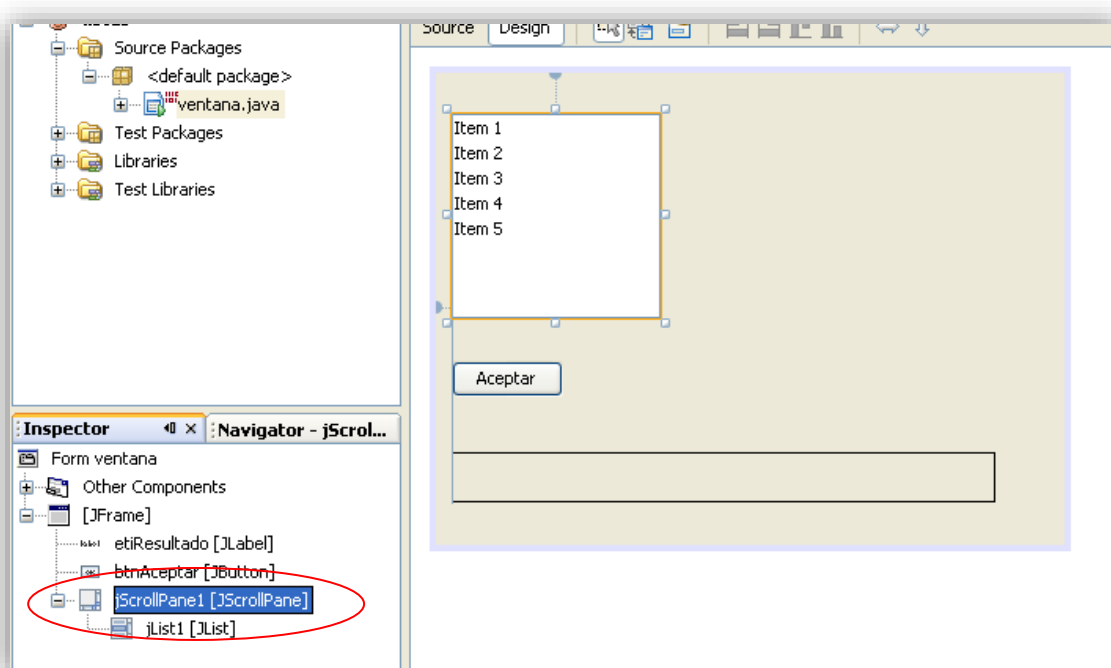 Source Design
Source Packages
<default package>
ventana.java
Test Packages
Libraries
Test Libraries
Item 1
Item 2
Item 3
Item 4
Item 5
Aceptar
Inspector
Navigator - jScrol...
Form ventana
Other Components
[JFrame]
etiResultado [JLabel]
btnAceptar [JButton]
jScrollPane1 [JScrollPane]
jList1 [JList]